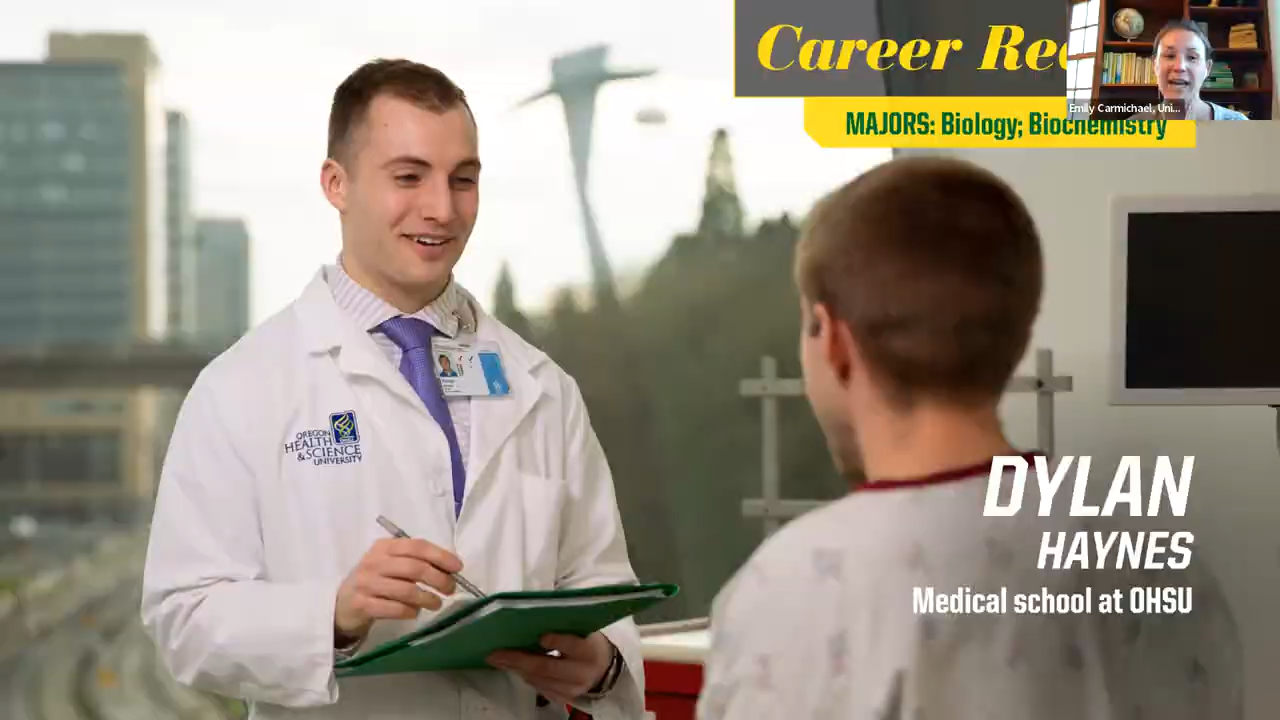 Career Re
Emily Carmichael, Uni...
MAJORS: Biology; Biochemistry
OREGON
HEALTH
& SCIENCE
UNIVERSITY
DYLAN
HAYNES
Medical school at OHSU